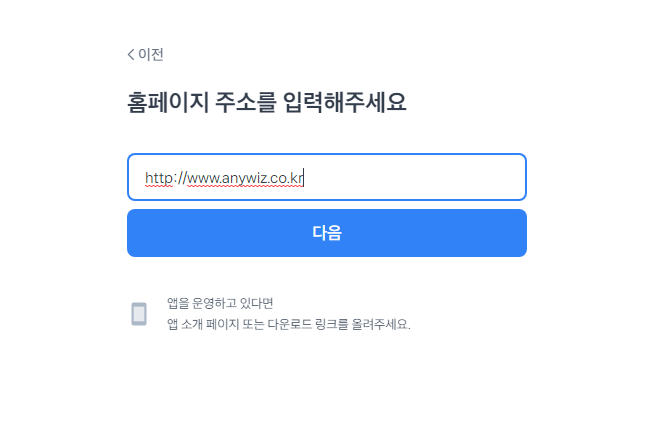 < 이전
홈페이지 주소를 입력해주세요
http://www.anywiz.co.kr
다음
앱을 운영하고 있다면
앱 소개 페이지 또는 다운로드 링크를 올려주세요.